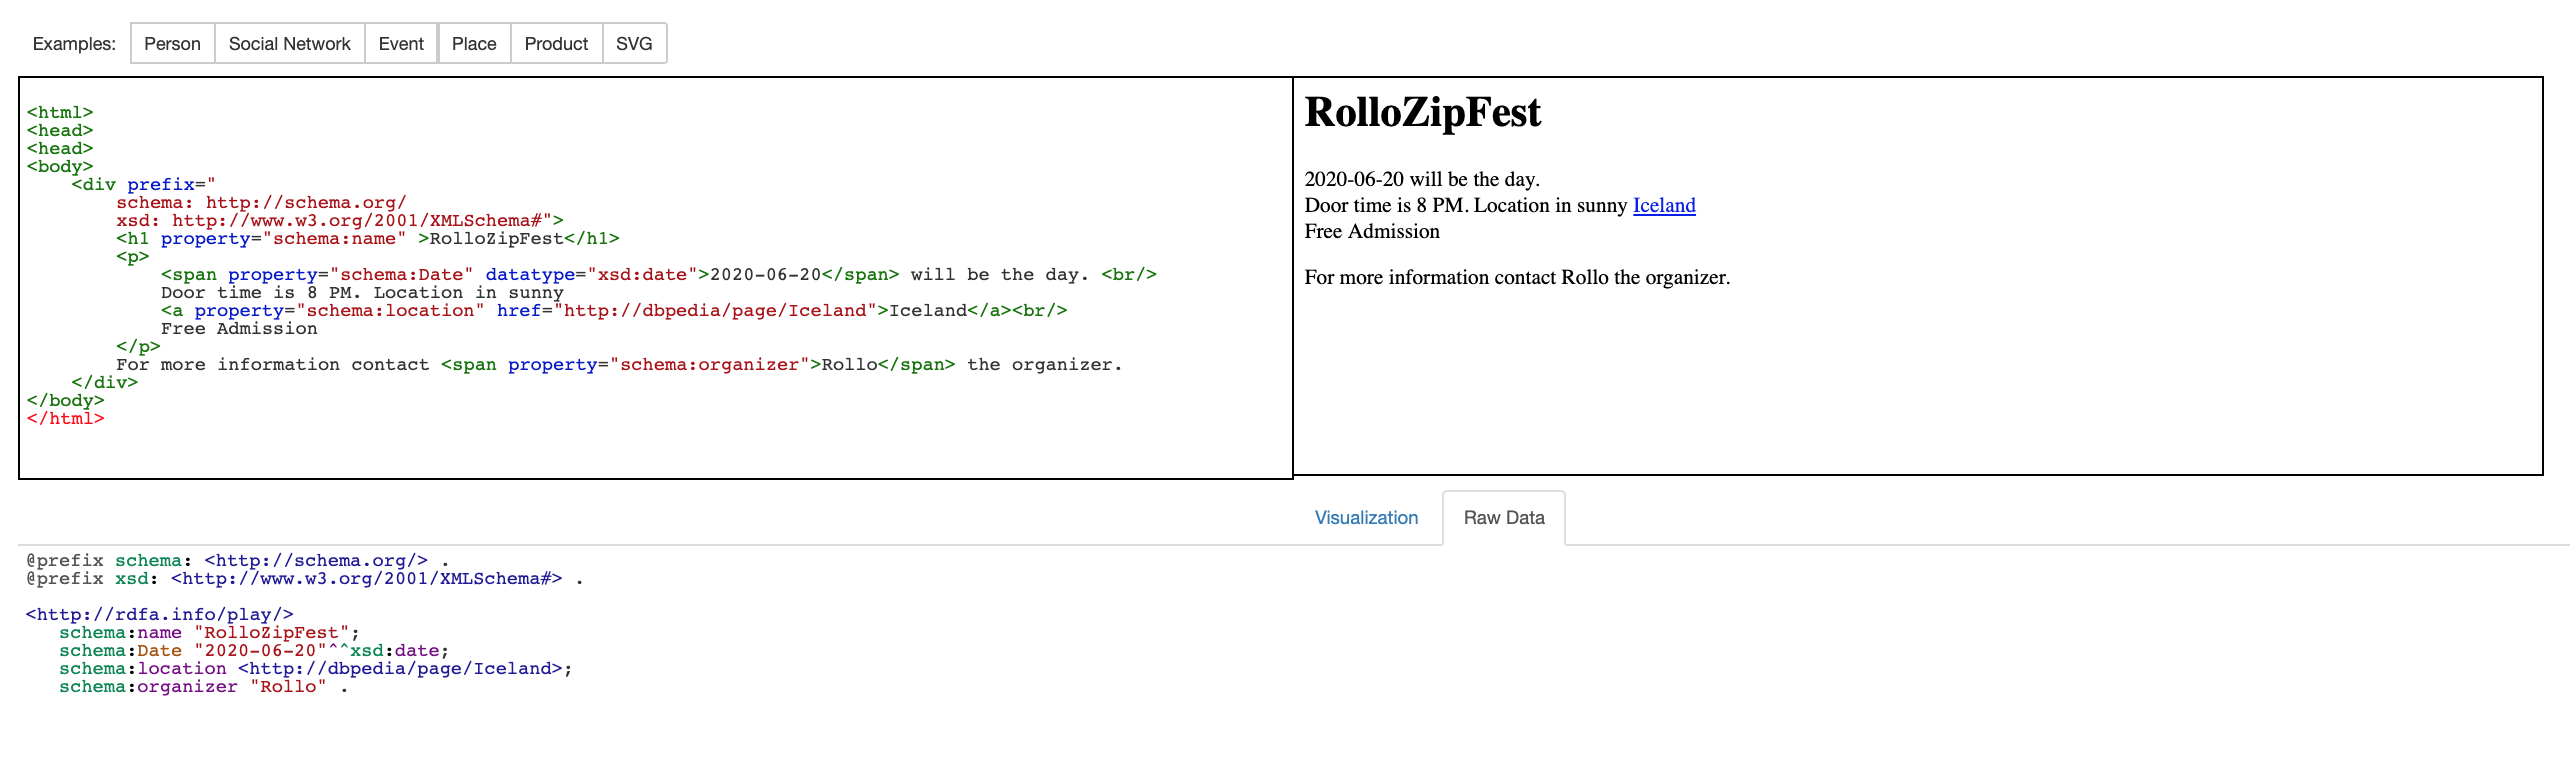 Examples: Person Social Network Event Place Product SVG
<html>
<head>
<head>
<body>
    <div prefix="
        schema: http://schema.org/
        xsd: http://www.w3.org/2001/XMLSchema#">
        <h1 property="schema:name" >RolloZipFest</h1>
        <p>
            <span property="schema:Date" datatype="xsd:date">2020-06-20</span> will be the day. <br/>
            Door time is 8 PM. Location in sunny
            <a property="schema:location" href="http://dbpedia/page/Iceland">Iceland</a><br/>
            Free Admission
        </p>
        For more information contact <span property="schema:organizer">Rollo</span> the organizer.
    </div>
</body>
</html>
RolloZipFest
2020-06-20 will be the day.
Door time is 8 PM. Location in sunny Iceland
Free Admission
For more information contact Rollo the organizer.
Visualization Raw Data
@prefix schema: <http://schema.org/> .
@prefix xsd: <http://www.w3.org/2001/XMLSchema#> .
<http://rdfa.info/play/>
   schema:name "RolloZipFest";
   schema:Date "2020-06-20"^^xsd:date;
   schema:location <http://dbpedia/page/Iceland>;
   schema:organizer "Rollo" .